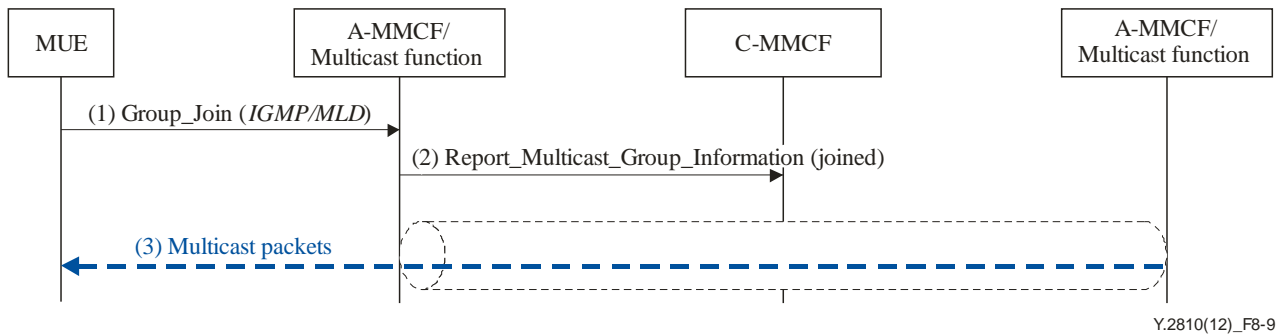 MUE
A-MMCF/
Multicast function
C-MMCF
A-MMCF/
Multicast function
(1) Group_Join (IGMP/MLD)
(2) Report_Multicast_Group_Information (joined)
(3) Multicast packets
Y.2810(12)_F8-9